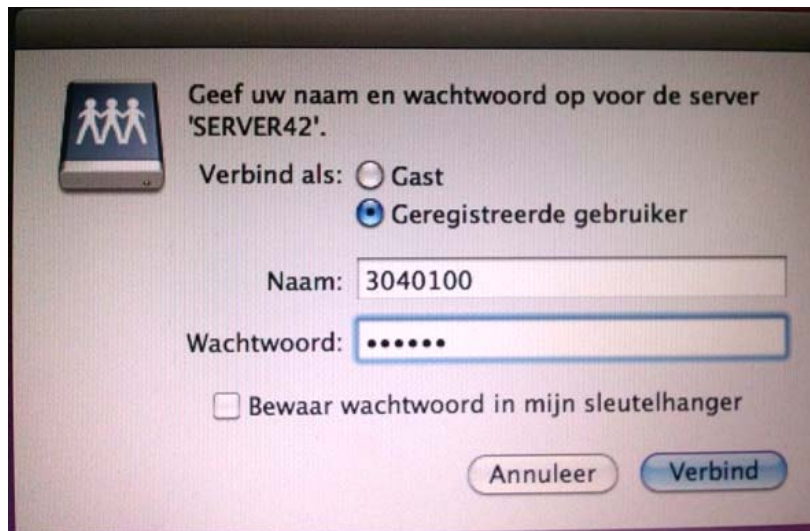 Geef uw naam en wachtwoord op voor de server
'SERVER42'.
Verbind als: Gast
Geregistreerde gebruiker
Naam: 3040100
Wachtwoord: ••••••
Bewaar wachtwoord in mijn sleutelhanger
Annuleer Verbind